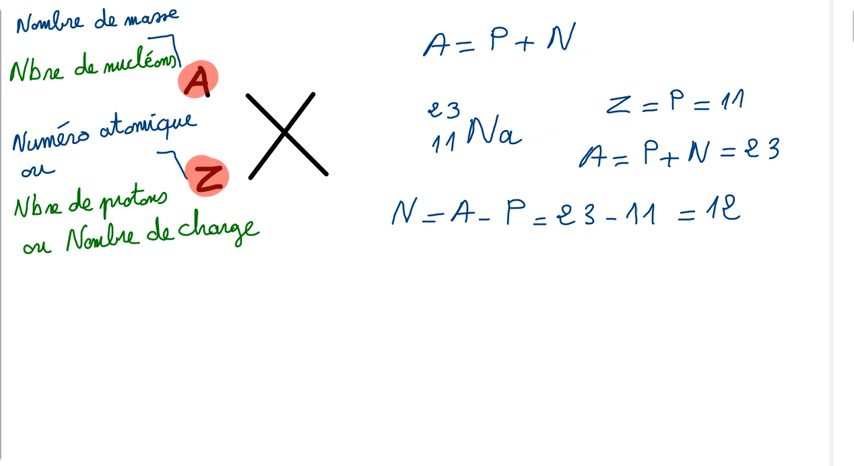 Nombre de masse
Nbre de nucléons
A
Numéro atomique
ou
Z
Nbre de protons
ou Nombre de charge
X
A = P + N
23
11 Na
Z = P = 11
A = P + N = 23
N = A - P = 23 - 11 = 12